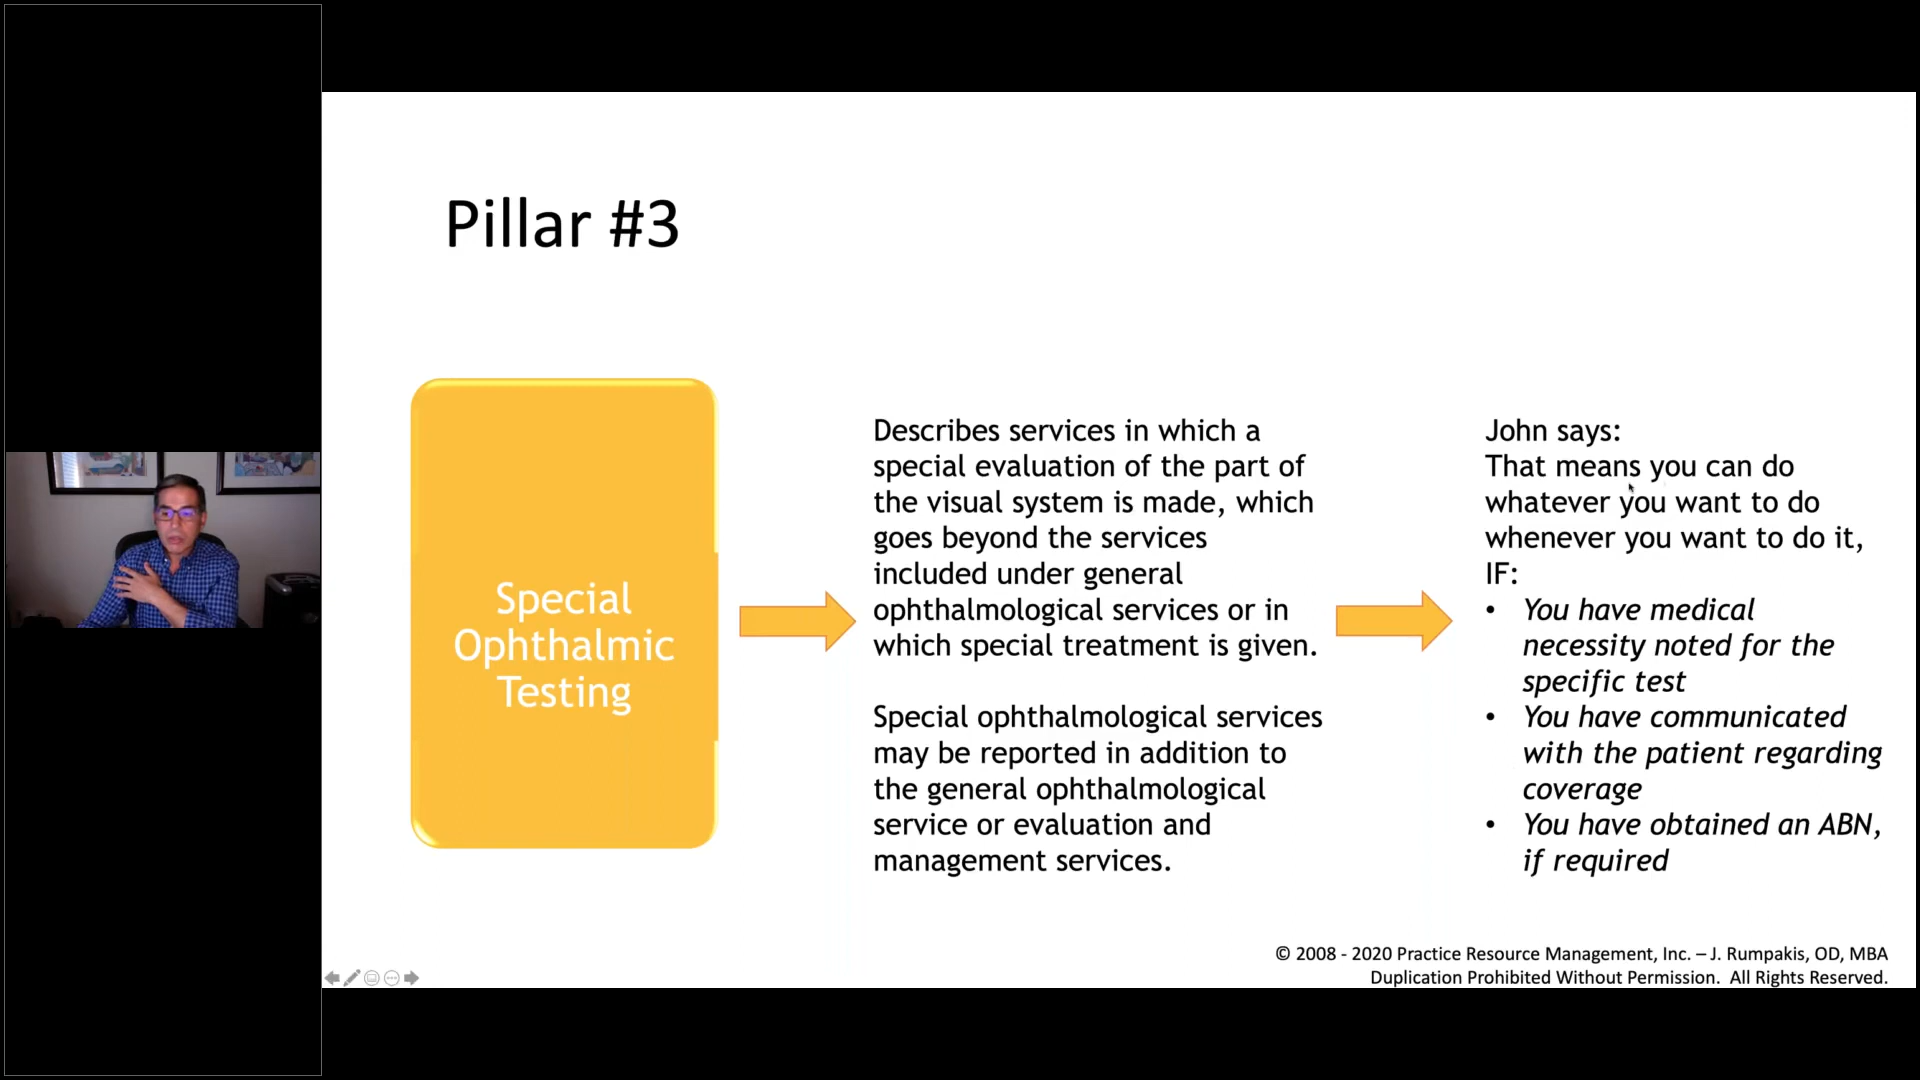 Pillar #3
Special
Ophthalmic
Testing
Describes services in which a
special evaluation of the part of
the visual system is made, which
goes beyond the services
included under general
ophthalmological services or in
which special treatment is given.
Special ophthalmological services
may be reported in addition to
the general ophthalmological
service or evaluation and
management services.
John says:
That means you can do
whatever you want to do
whenever you want to do it,
IF:
• You have medical
necessity noted for the
specific test
• You have communicated
with the patient regarding
coverage
• You have obtained an ABN,
if required
© 2008 - 2020 Practice Resource Management, Inc. – J. Rumpakis, OD, MBA
Duplication Prohibited Without Permission. All Rights Reserved.